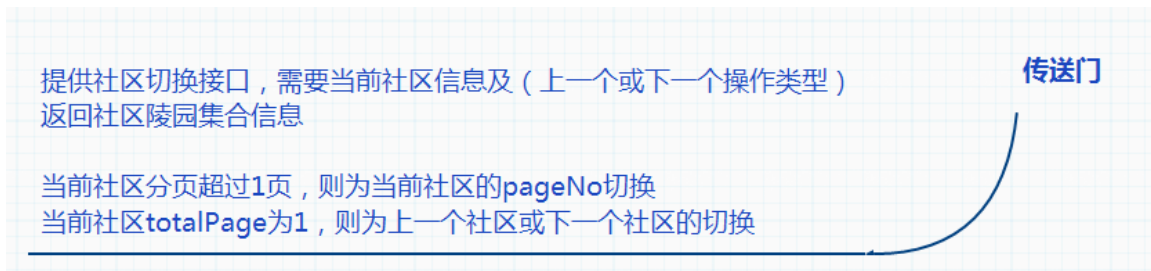 提供社区切换接口，需要当前社区信息及（上一个或下一个操作类型）
返回社区陵园集合信息
当前社区分页超过1页，则为当前社区的pageNo切换
当前社区totalPage为1，则为上一个社区或下一个社区的切换
传送门